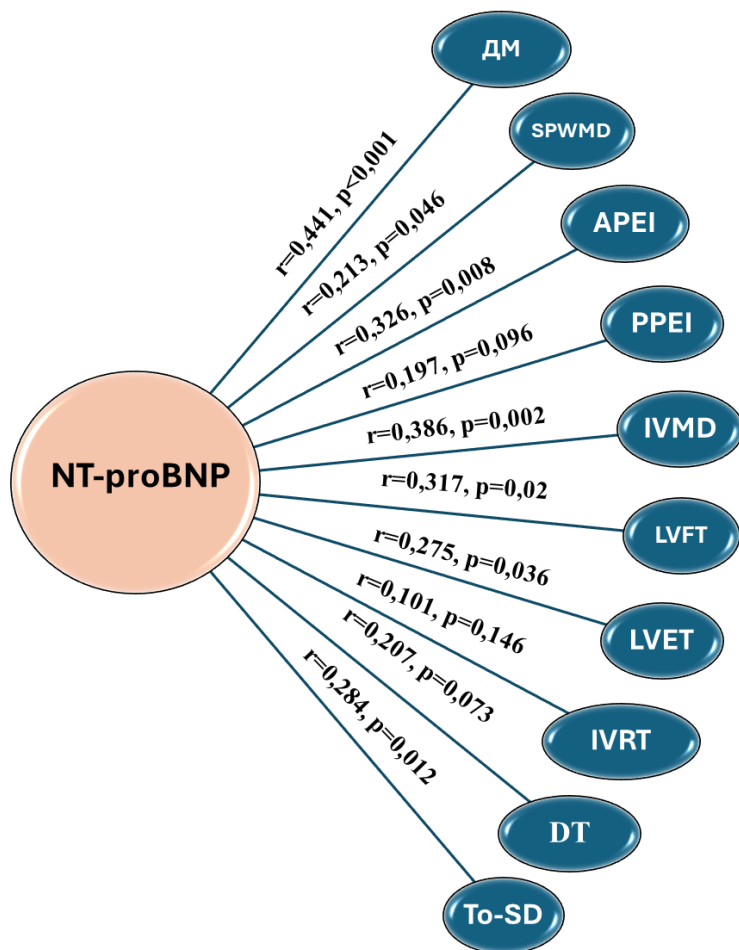 ДМ
r=0,441, p<0,001
SPWMD
r=0,213, p=0,046
APEI
r=0,326, p=0,008
PPEI
r=0,197, p=0,096
IVMD
r=0,386, p=0,002
NT-proBNP
LVFT
r=0,317, p=0,02
LVET
r=0,275, p=0,036
IVRT
r=0,101, p=0,146
DT
r=0,207, p=0,073
To-SD
r=0,284, p=0,012